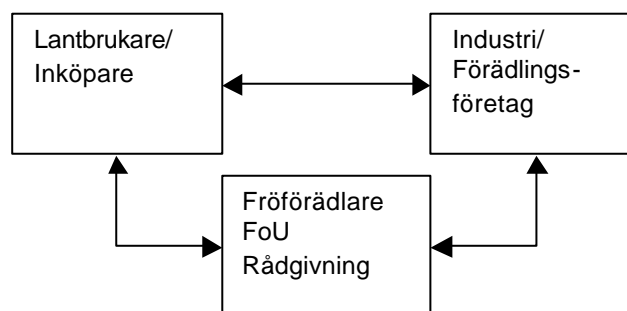 Lantbrukare/
Inköpare
Industri/
Förädlings-
företag
Fröförädlare
FoU
Rådgivning